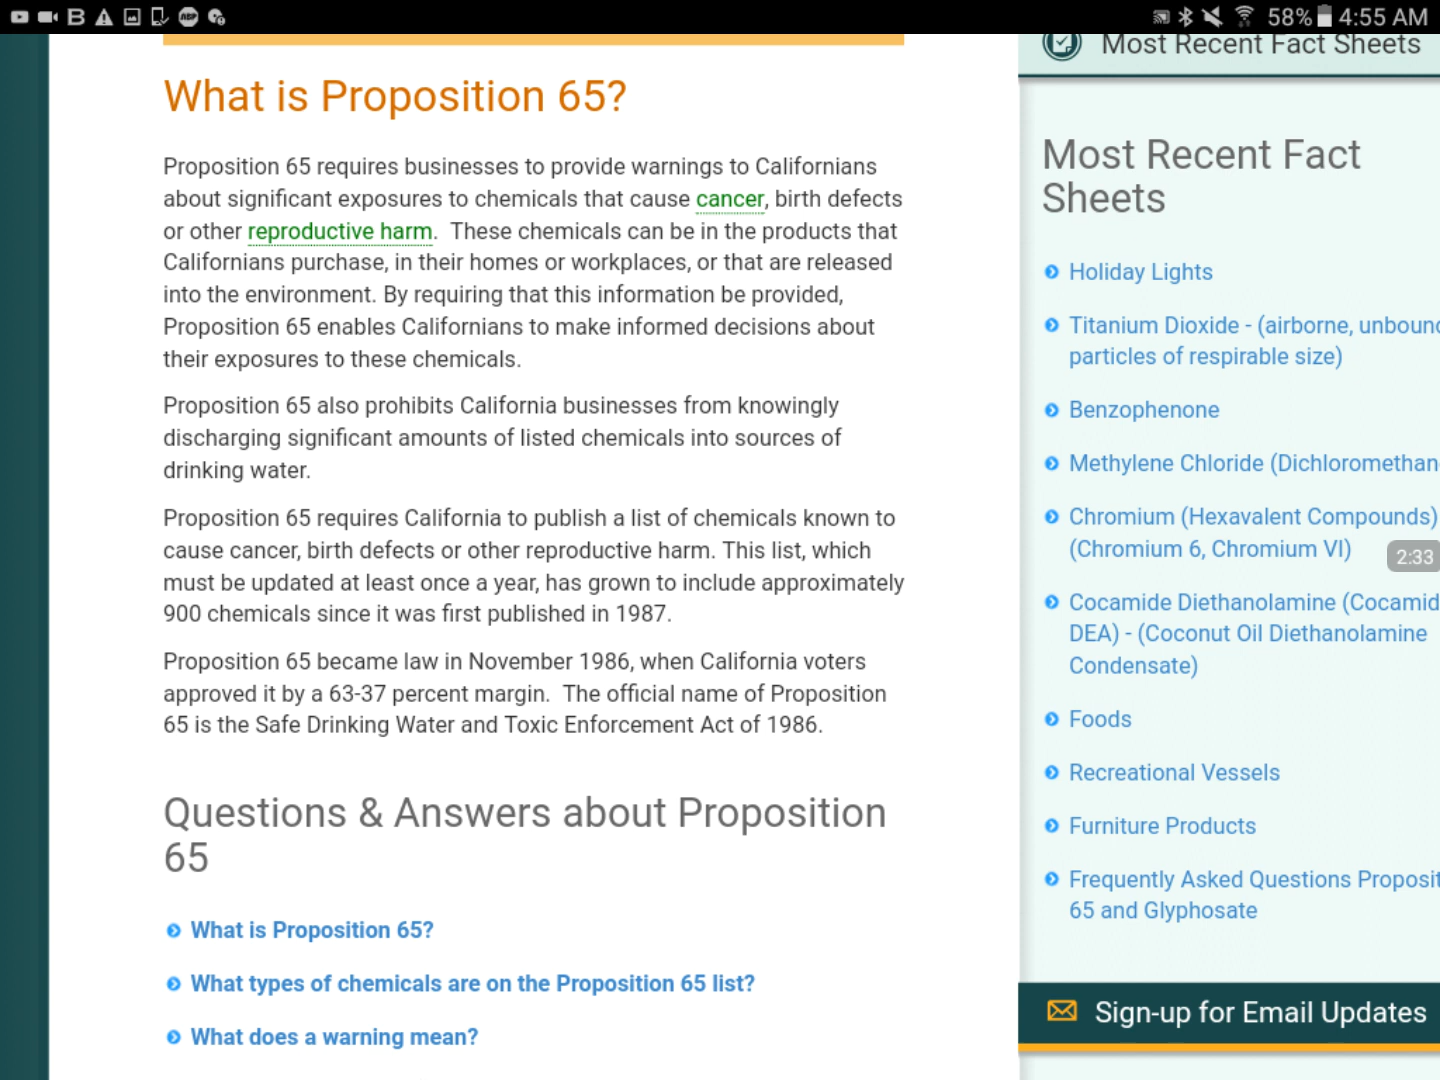 58% 4:55 AM
What is Proposition 65?
Proposition 65 requires businesses to provide warnings to Californians
about significant exposures to chemicals that cause cancer, birth defects
or other reproductive harm.  These chemicals can be in the products that
Californians purchase, in their homes or workplaces, or that are released
into the environment. By requiring that this information be provided,
Proposition 65 enables Californians to make informed decisions about
their exposures to these chemicals.
Proposition 65 also prohibits California businesses from knowingly
discharging significant amounts of listed chemicals into sources of
drinking water.
Proposition 65 requires California to publish a list of chemicals known to
cause cancer, birth defects or other reproductive harm. This list, which
must be updated at least once a year, has grown to include approximately
900 chemicals since it was first published in 1987.
Proposition 65 became law in November 1986, when California voters
approved it by a 63-37 percent margin.  The official name of Proposition
65 is the Safe Drinking Water and Toxic Enforcement Act of 1986.
Questions & Answers about Proposition
65
What is Proposition 65?
What types of chemicals are on the Proposition 65 list?
What does a warning mean?
Most Recent Fact Sheets
Most Recent Fact
Sheets
Holiday Lights
Titanium Dioxide - (airborne, unbound
particles of respirable size)
Benzophenone
Methylene Chloride (Dichloromethan
Chromium (Hexavalent Compounds)
(Chromium 6, Chromium VI)
2:33
Cocamide Diethanolamine (Cocamid
DEA) - (Coconut Oil Diethanolamine
Condensate)
Foods
Recreational Vessels
Furniture Products
Frequently Asked Questions Proposit
65 and Glyphosate
Sign-up for Email Updates